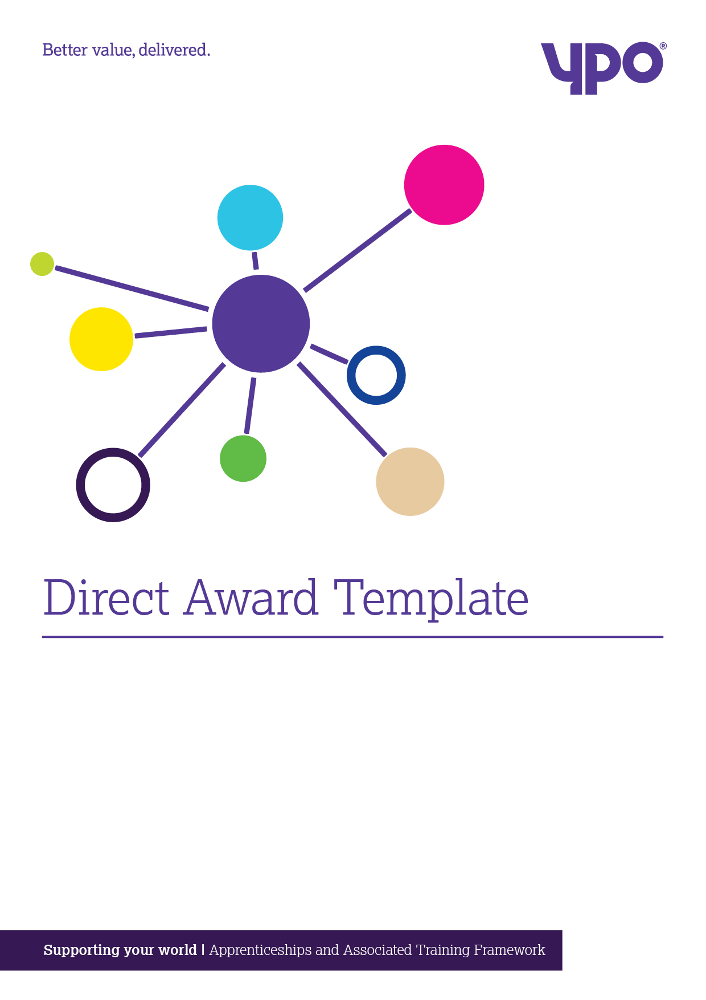 Better value, delivered.
ypo®
Direct Award Template
Supporting your world | Apprenticeships and Associated Training Framework